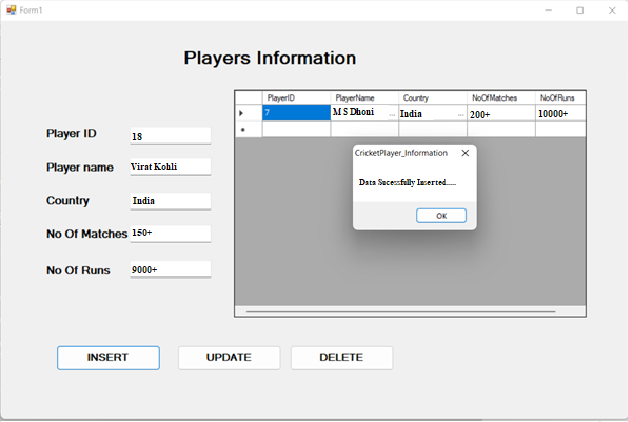 Form1
Players Information
PlayerID PlayerName Country NoOfMatches NoOfRuns
7 M S Dhoni ... India ... 200+ 10000+
Player ID 18
Player name Virat Kohli
Country India
No Of Matches 150+
No Of Runs 9000+
CricketPlayer_Information
Data Sucessfully Inserted.....
OK
INSERT UPDATE DELETE